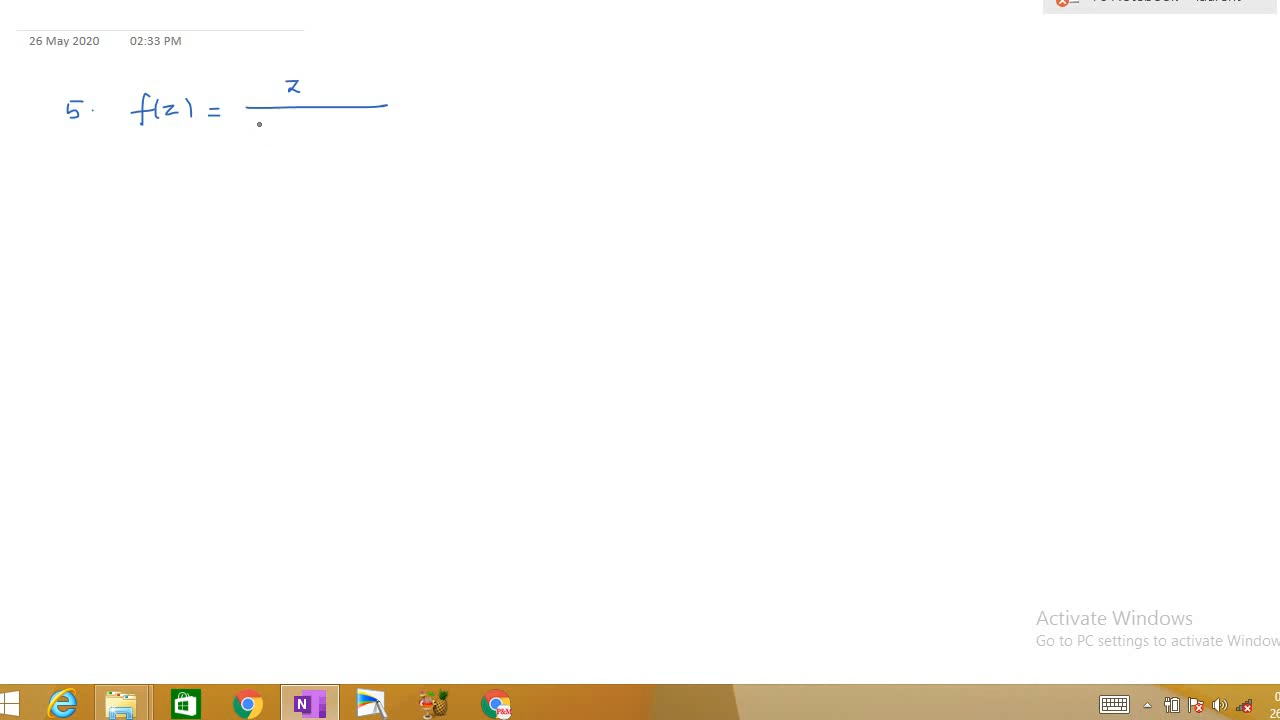 26 May 2020 02:33 PM
z
5. f(z) =
Activate Windows
Go to PC settings to activate Window
N
P&M